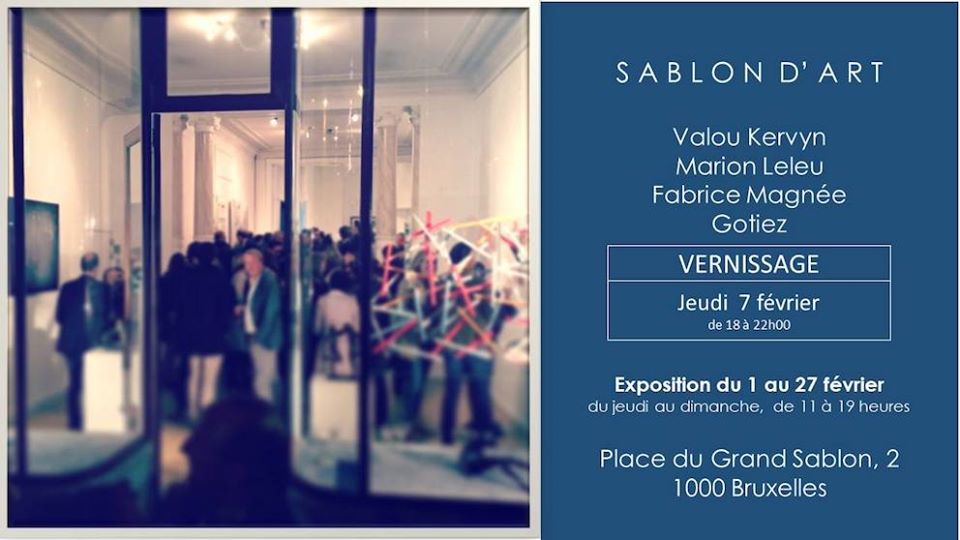 SABLON D'ART
Valou Kervyn
Marion Leleu
Fabrice Magnée
Gotiez
VERNISSAGE
Jeudi 7 février
de 18 à 22h00
Exposition du 1 au 27 février
du jeudi au dimanche, de 11 à 19 heures
Place du Grand Sablon, 2
1000 Bruxelles